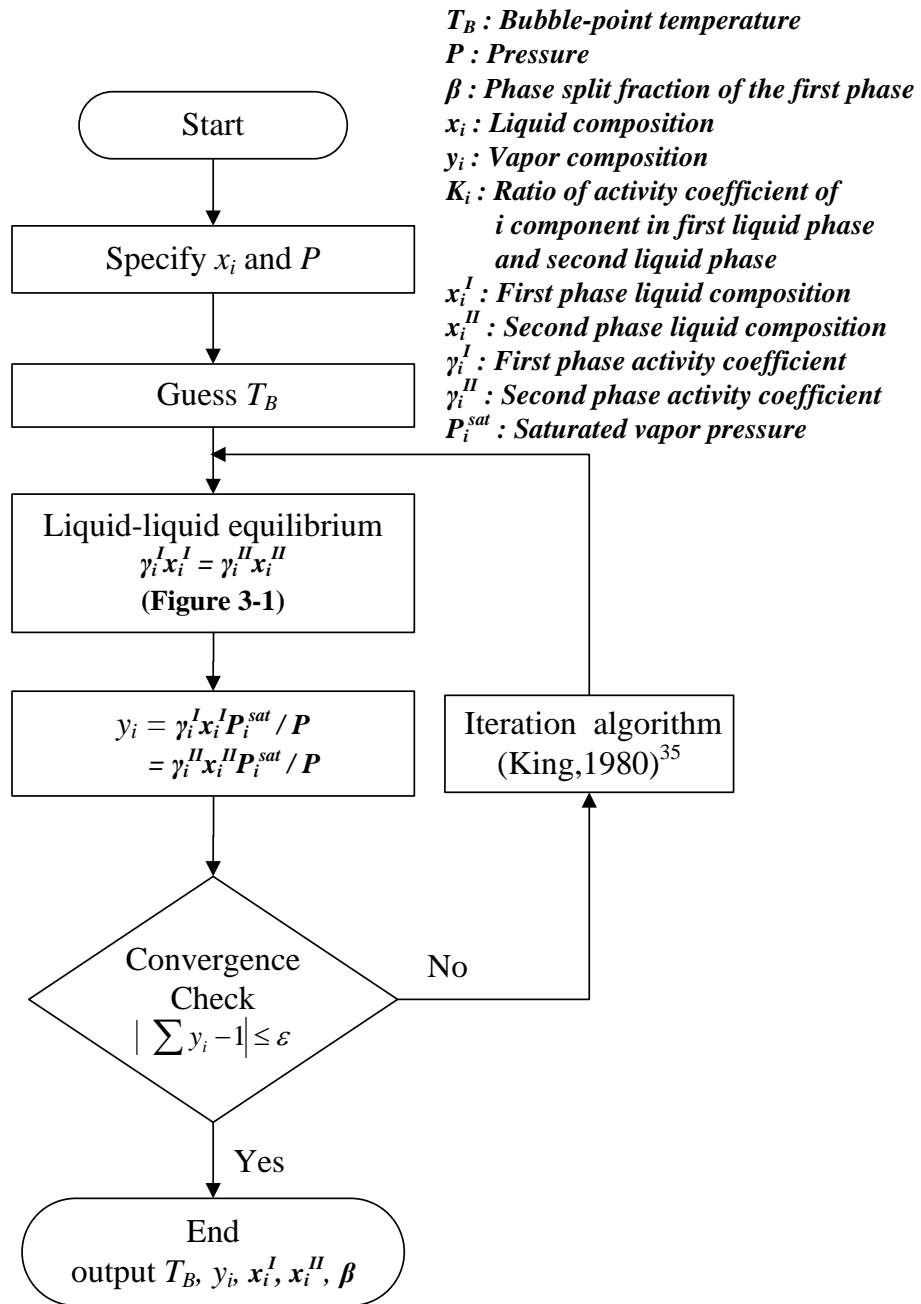 T_B : Bubble-point temperature
P : Pressure
β : Phase split fraction of the first phase
x_i : Liquid composition
y_i : Vapor composition
K_i : Ratio of activity coefficient of
i component in first liquid phase
and second liquid phase
x_i^I : First phase liquid composition
x_i^II : Second phase liquid composition
γ_i^I : First phase activity coefficient
γ_i^II : Second phase activity coefficient
P_i^sat : Saturated vapor pressure
Start
Specify x_i and P
Guess T_B
Liquid-liquid equilibrium
γ_i^I x_i^I = γ_i^II x_i^II
(Figure 3-1)
y_i = γ_i^I x_i^I P_i^sat / P
= γ_i^II x_i^II P_i^sat / P
Iteration algorithm
(King,1980)^35
Convergence
Check
| ∑ y_i −1| ≤ ε
No
Yes
End
output T_B, y_i, x_i^I, x_i^II, β